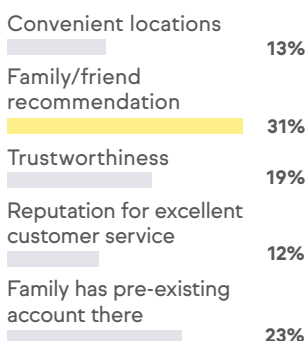 Convenient locations
13%
Family/friend
recommendation
31%
Trustworthiness
19%
Reputation for excellent
customer service
12%
Family has pre-existing
account there
23%